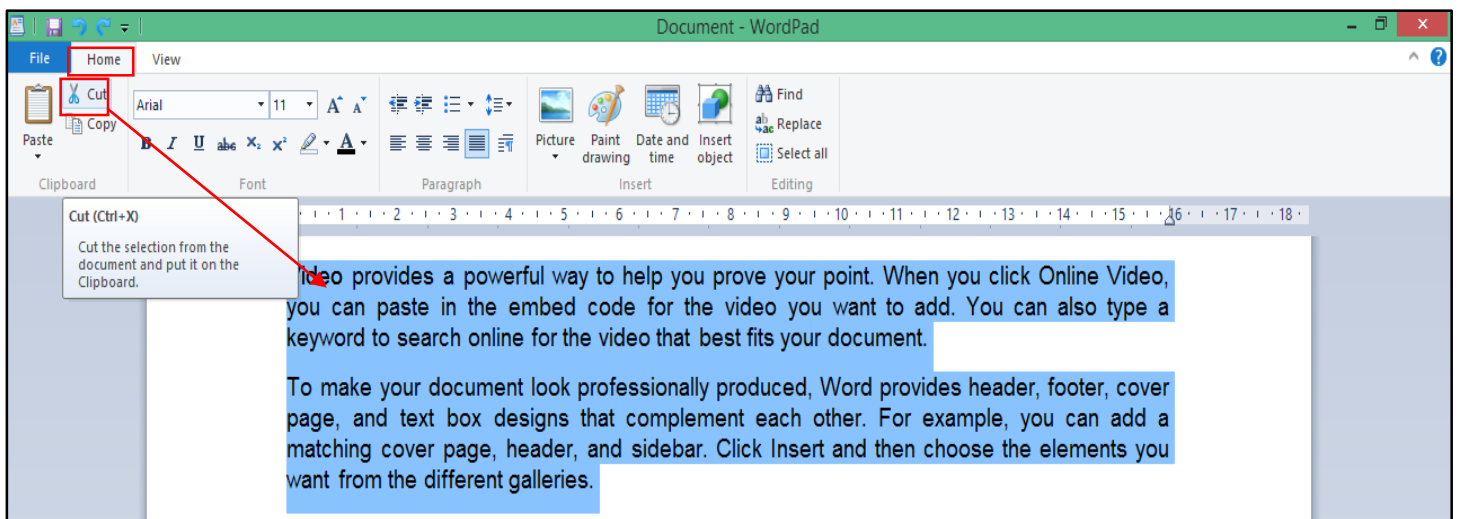 Document - WordPad
File Home View
Cut
Copy
Paste
Arial 11
A A
B I U abc X₂ X² A
Picture
Paint drawing
Date and time
Insert object
Find
ab ac Replace
Select all
Clipboard Font Paragraph Insert Editing
1 2 3 4 5 6 7 8 9 10 11 12 13 14 15 16 17 18
Cut (Ctrl+X)
Cut the selection from the
document and put it on the
Clipboard.
Video provides a powerful way to help you prove your point. When you click Online Video,
you can paste in the embed code for the video you want to add. You can also type a
keyword to search online for the video that best fits your document.
To make your document look professionally produced, Word provides header, footer, cover
page, and text box designs that complement each other. For example, you can add a
matching cover page, header, and sidebar. Click Insert and then choose the elements you
want from the different galleries.